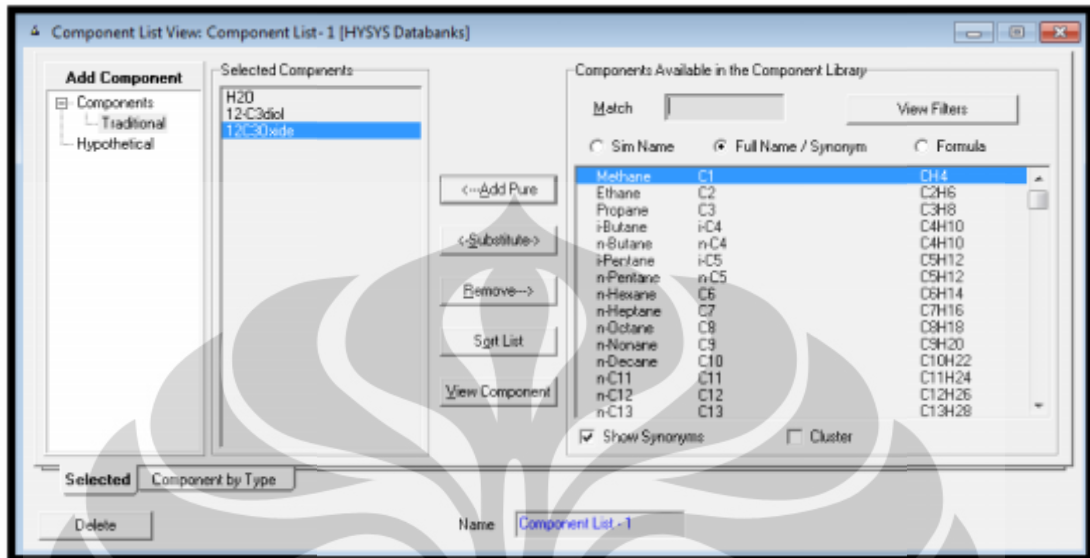 Component List View: Component List- 1 [HYSYS Databanks]
Add Component
Components
Traditional
Hypothetical
Selected Components
H2O
12-C3diol
12C3Oxide
<---Add Pure
<-Substitute->
Remove--->
Sort List
View Component
Components Available in the Component Library
Match
View Filters
Sim Name Full Name / Synonym Formula
Methane C1 CH4
Ethane C2 C2H6
Propane C3 C3H8
i-Butane i-C4 C4H10
n-Butane n-C4 C4H10
i-Pentane i-C5 C5H12
n-Pentane n-C5 C5H12
n-Hexane C6 C6H14
n-Heptane C7 C7H16
n-Octane C8 C8H18
n-Nonane C9 C9H20
n-Decane C10 C10H22
n-C11 C11 C11H24
n-C12 C12 C12H26
n-C13 C13 C13H28
Show Synonyms Cluster
Selected Component by Type
Delete
Name Component List - 1